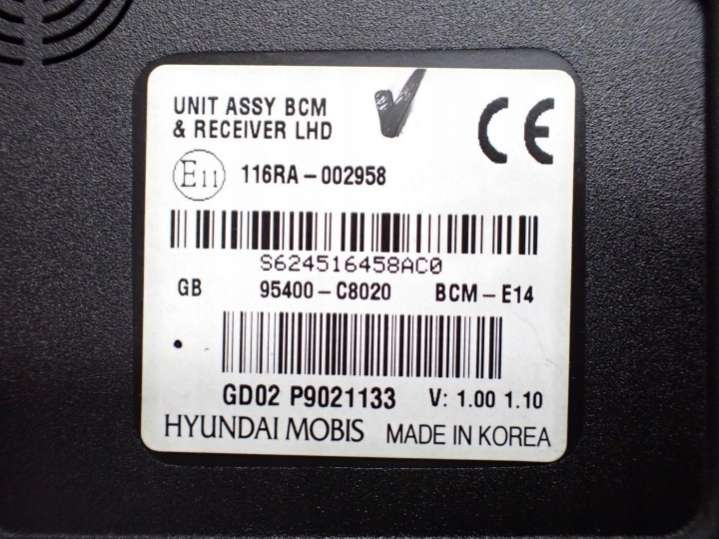 UNIT ASSY BCM
& RECEIVER LHD
CE
E11 116RA-002958
S624516458AC0
GB 95400-C8020 BCM-E14
GD02 P9021133 V: 1.00 1.10
HYUNDAI MOBIS MADE IN KOREA